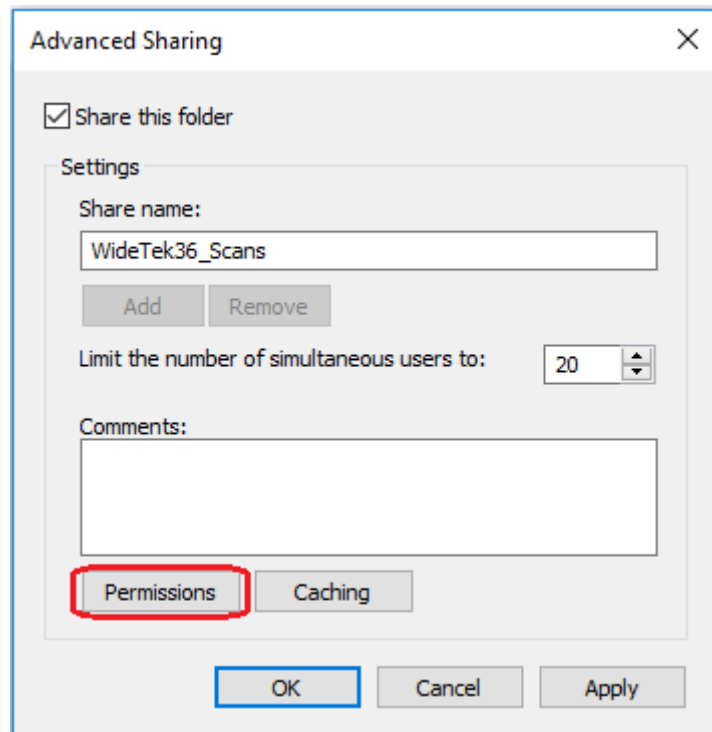 Advanced Sharing
Share this folder
Settings
Share name:
WideTek36_Scans
Add Remove
Limit the number of simultaneous users to: 20
Comments:
Permissions Caching
OK Cancel Apply